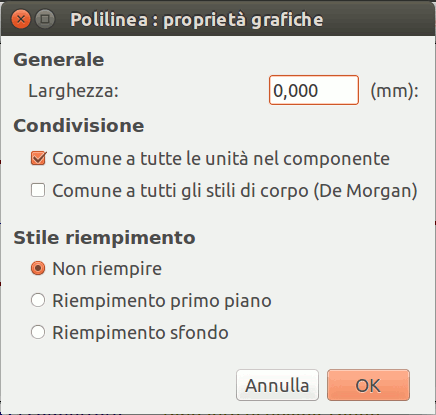 Polilinea : proprietà grafiche
Generale
Larghezza: 0,000 (mm):
Condivisione
Comune a tutte le unità nel componente
Comune a tutti gli stili di corpo (De Morgan)
Stile riempimento
Non riempire
Riempimento primo piano
Riempimento sfondo
Annulla OK